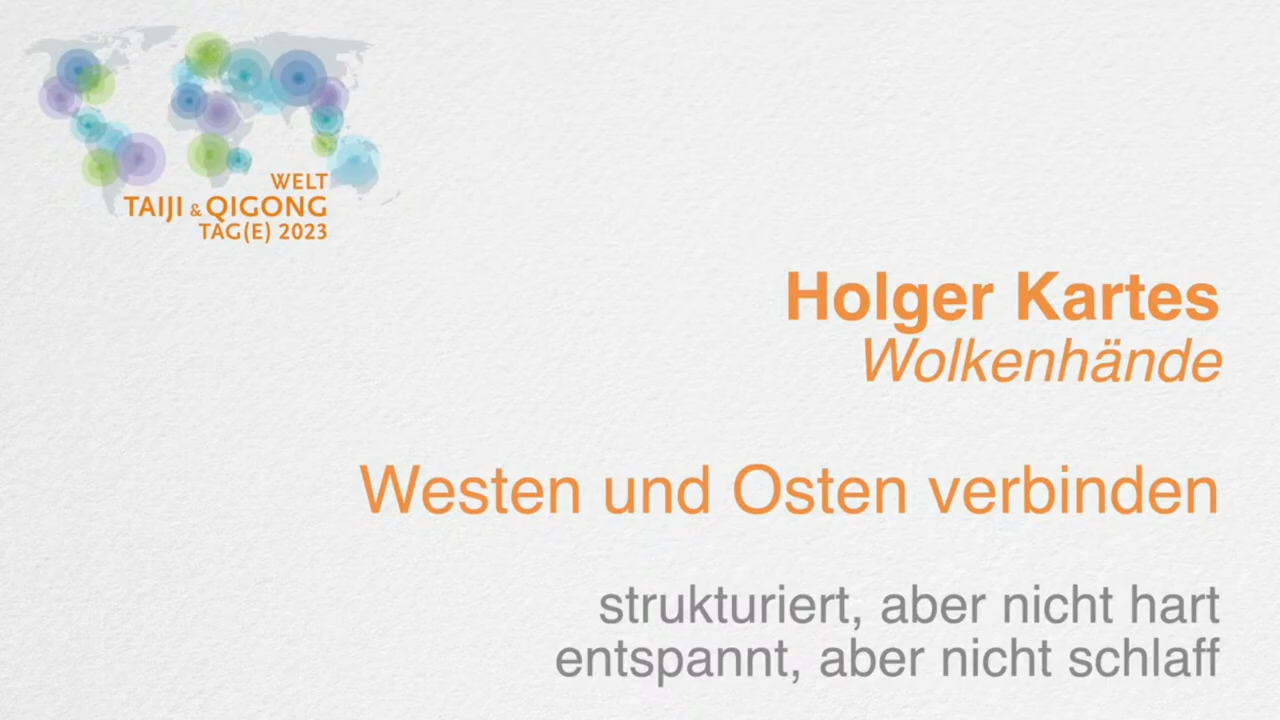 WELT
TAIJI & QIGONG
TAG(E) 2023
Holger Kartes
Wolkenhände
Westen und Osten verbinden
strukturiert, aber nicht hart
entspannt, aber nicht schlaff